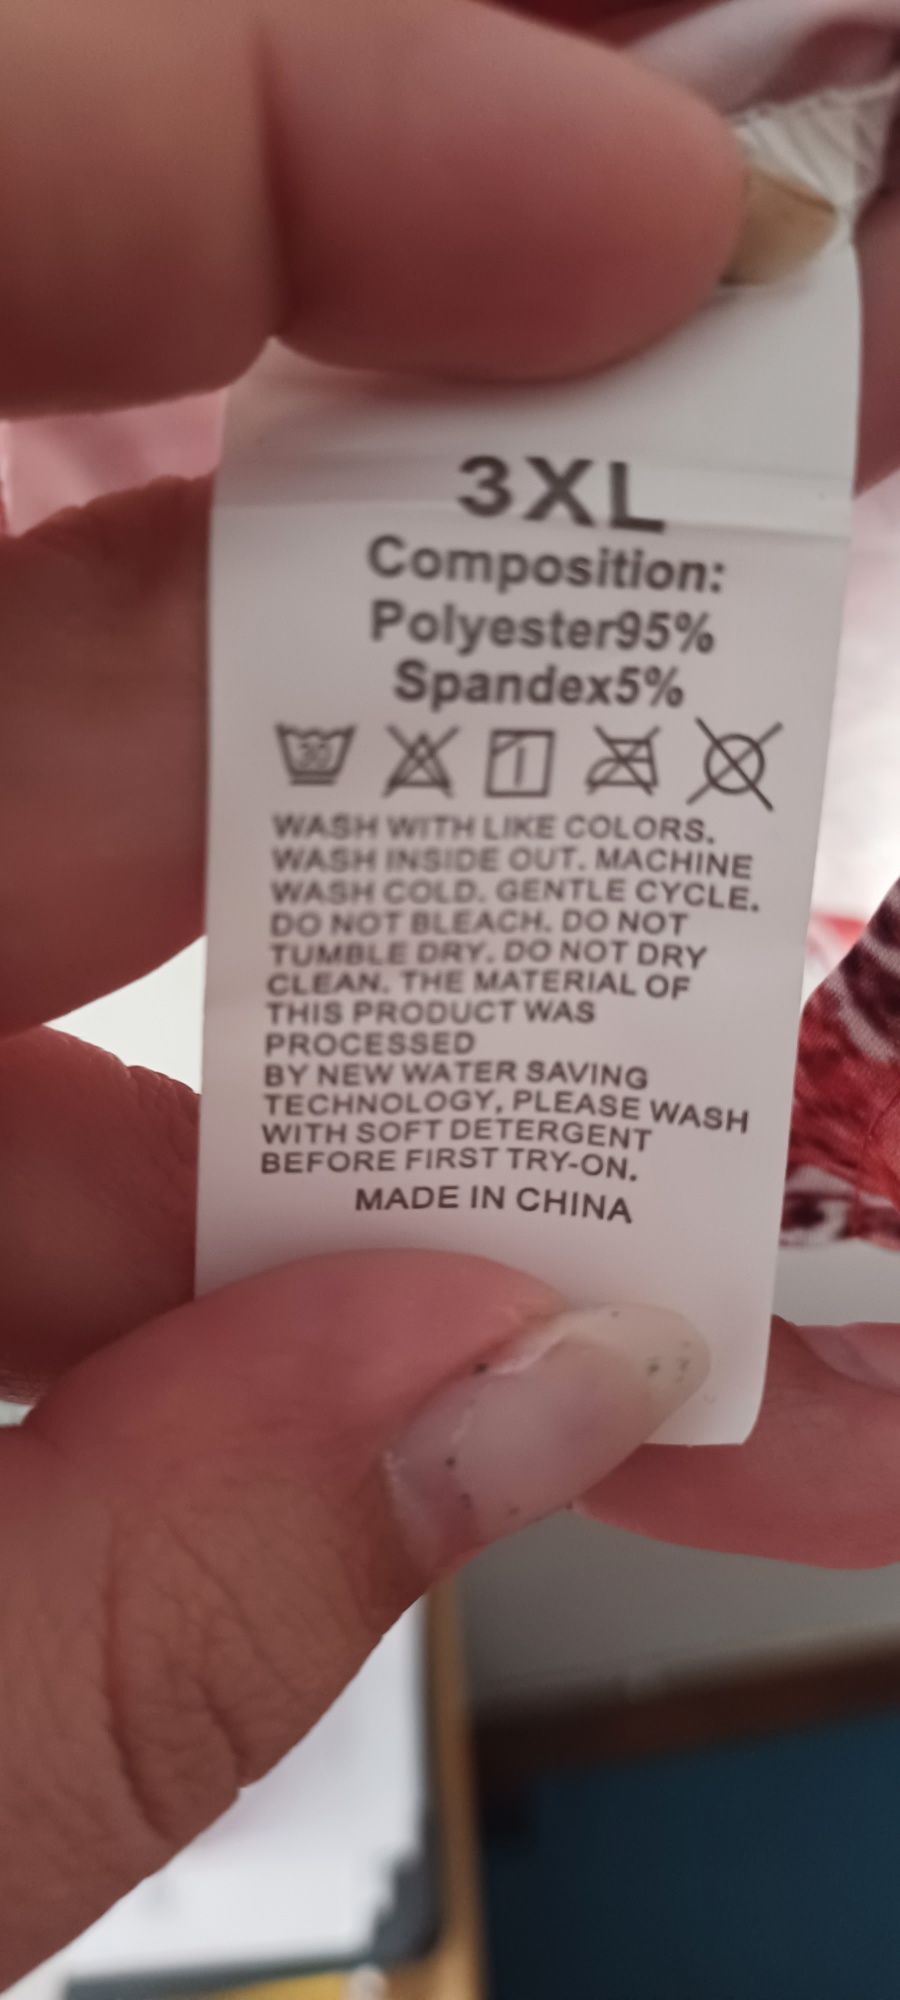 3XL
Composition:
Polyester95%
Spandex5%
30
WASH WITH LIKE COLORS.
WASH INSIDE OUT. MACHINE
WASH COLD. GENTLE CYCLE.
DO NOT BLEACH. DO NOT
TUMBLE DRY. DO NOT DRY
CLEAN. THE MATERIAL OF
THIS PRODUCT WAS
PROCESSED
BY NEW WATER SAVING
TECHNOLOGY, PLEASE WASH
WITH SOFT DETERGENT
BEFORE FIRST TRY-ON.
MADE IN CHINA